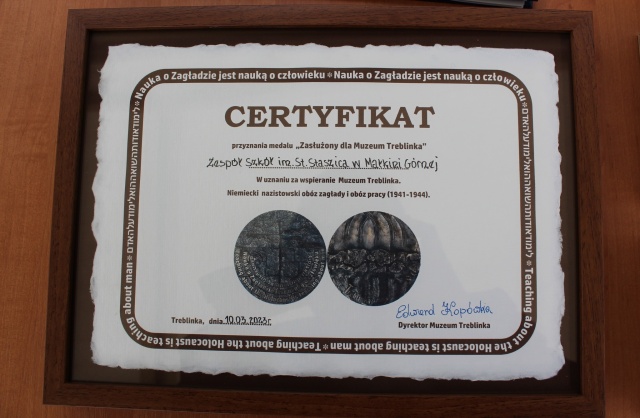 Nauka o Zagładzie jest nauką o człowieku * Nauka o Zagładzie jest nauką o człowieku
CERTYFIKAT
przyznania medalu „Zasłużony dla Muzeum Treblinka”
Zespół Szkół im. St. Staszica w Małkini Górnej
W uznaniu za wspieranie Muzeum Treblinka.
Niemiecki nazistowski obóz zagłady i obóz pracy (1941-1944).
Treblinka, dnia 10.03.2023r.
Edward Kopówka
Dyrektor Muzeum Treblinka
Teaching about the Holocaust is teaching about man * Teaching about the Holocaust is teaching about man